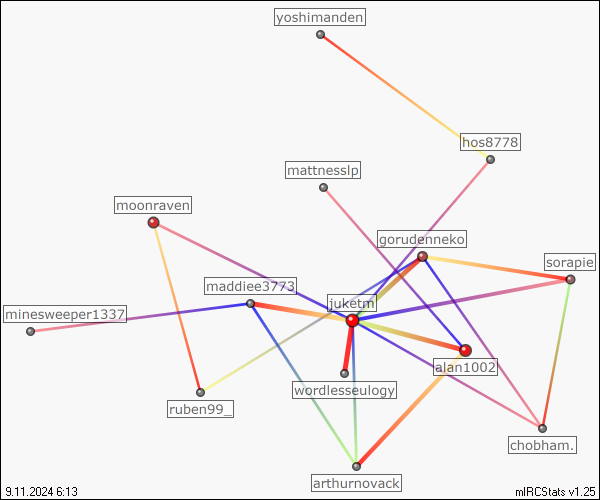 yoshimanden
hos8778
mattnesslp
moonraven
gorudenneko
sorapie
maddiee3773
juketm
minesweeper1337
alan1002
wordlesseulogy
ruben99_
chobham.
arthurnovack
9.11.2024 6:13
mIRCStats v1.25